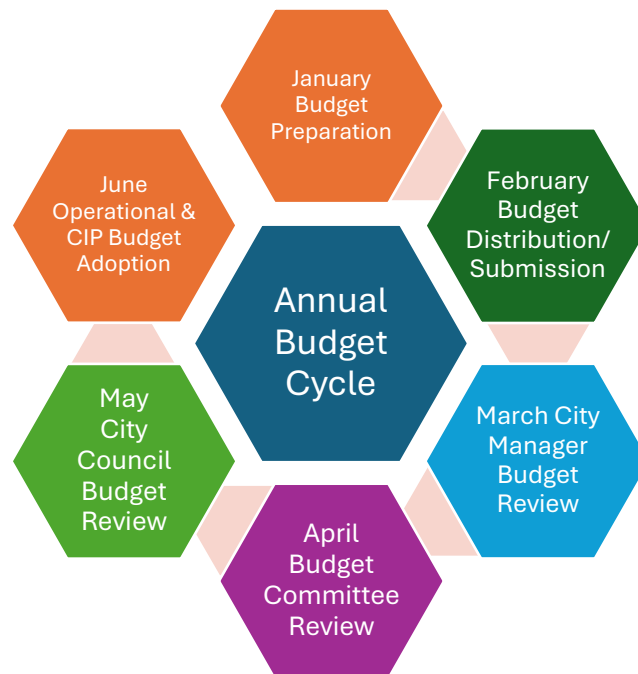 January
Budget
Preparation
February
Budget
Distribution/
Submission
March City
Manager
Budget
Review
April
Budget
Committee
Review
May
City
Council
Budget
Review
June
Operational &
CIP Budget
Adoption
Annual
Budget
Cycle